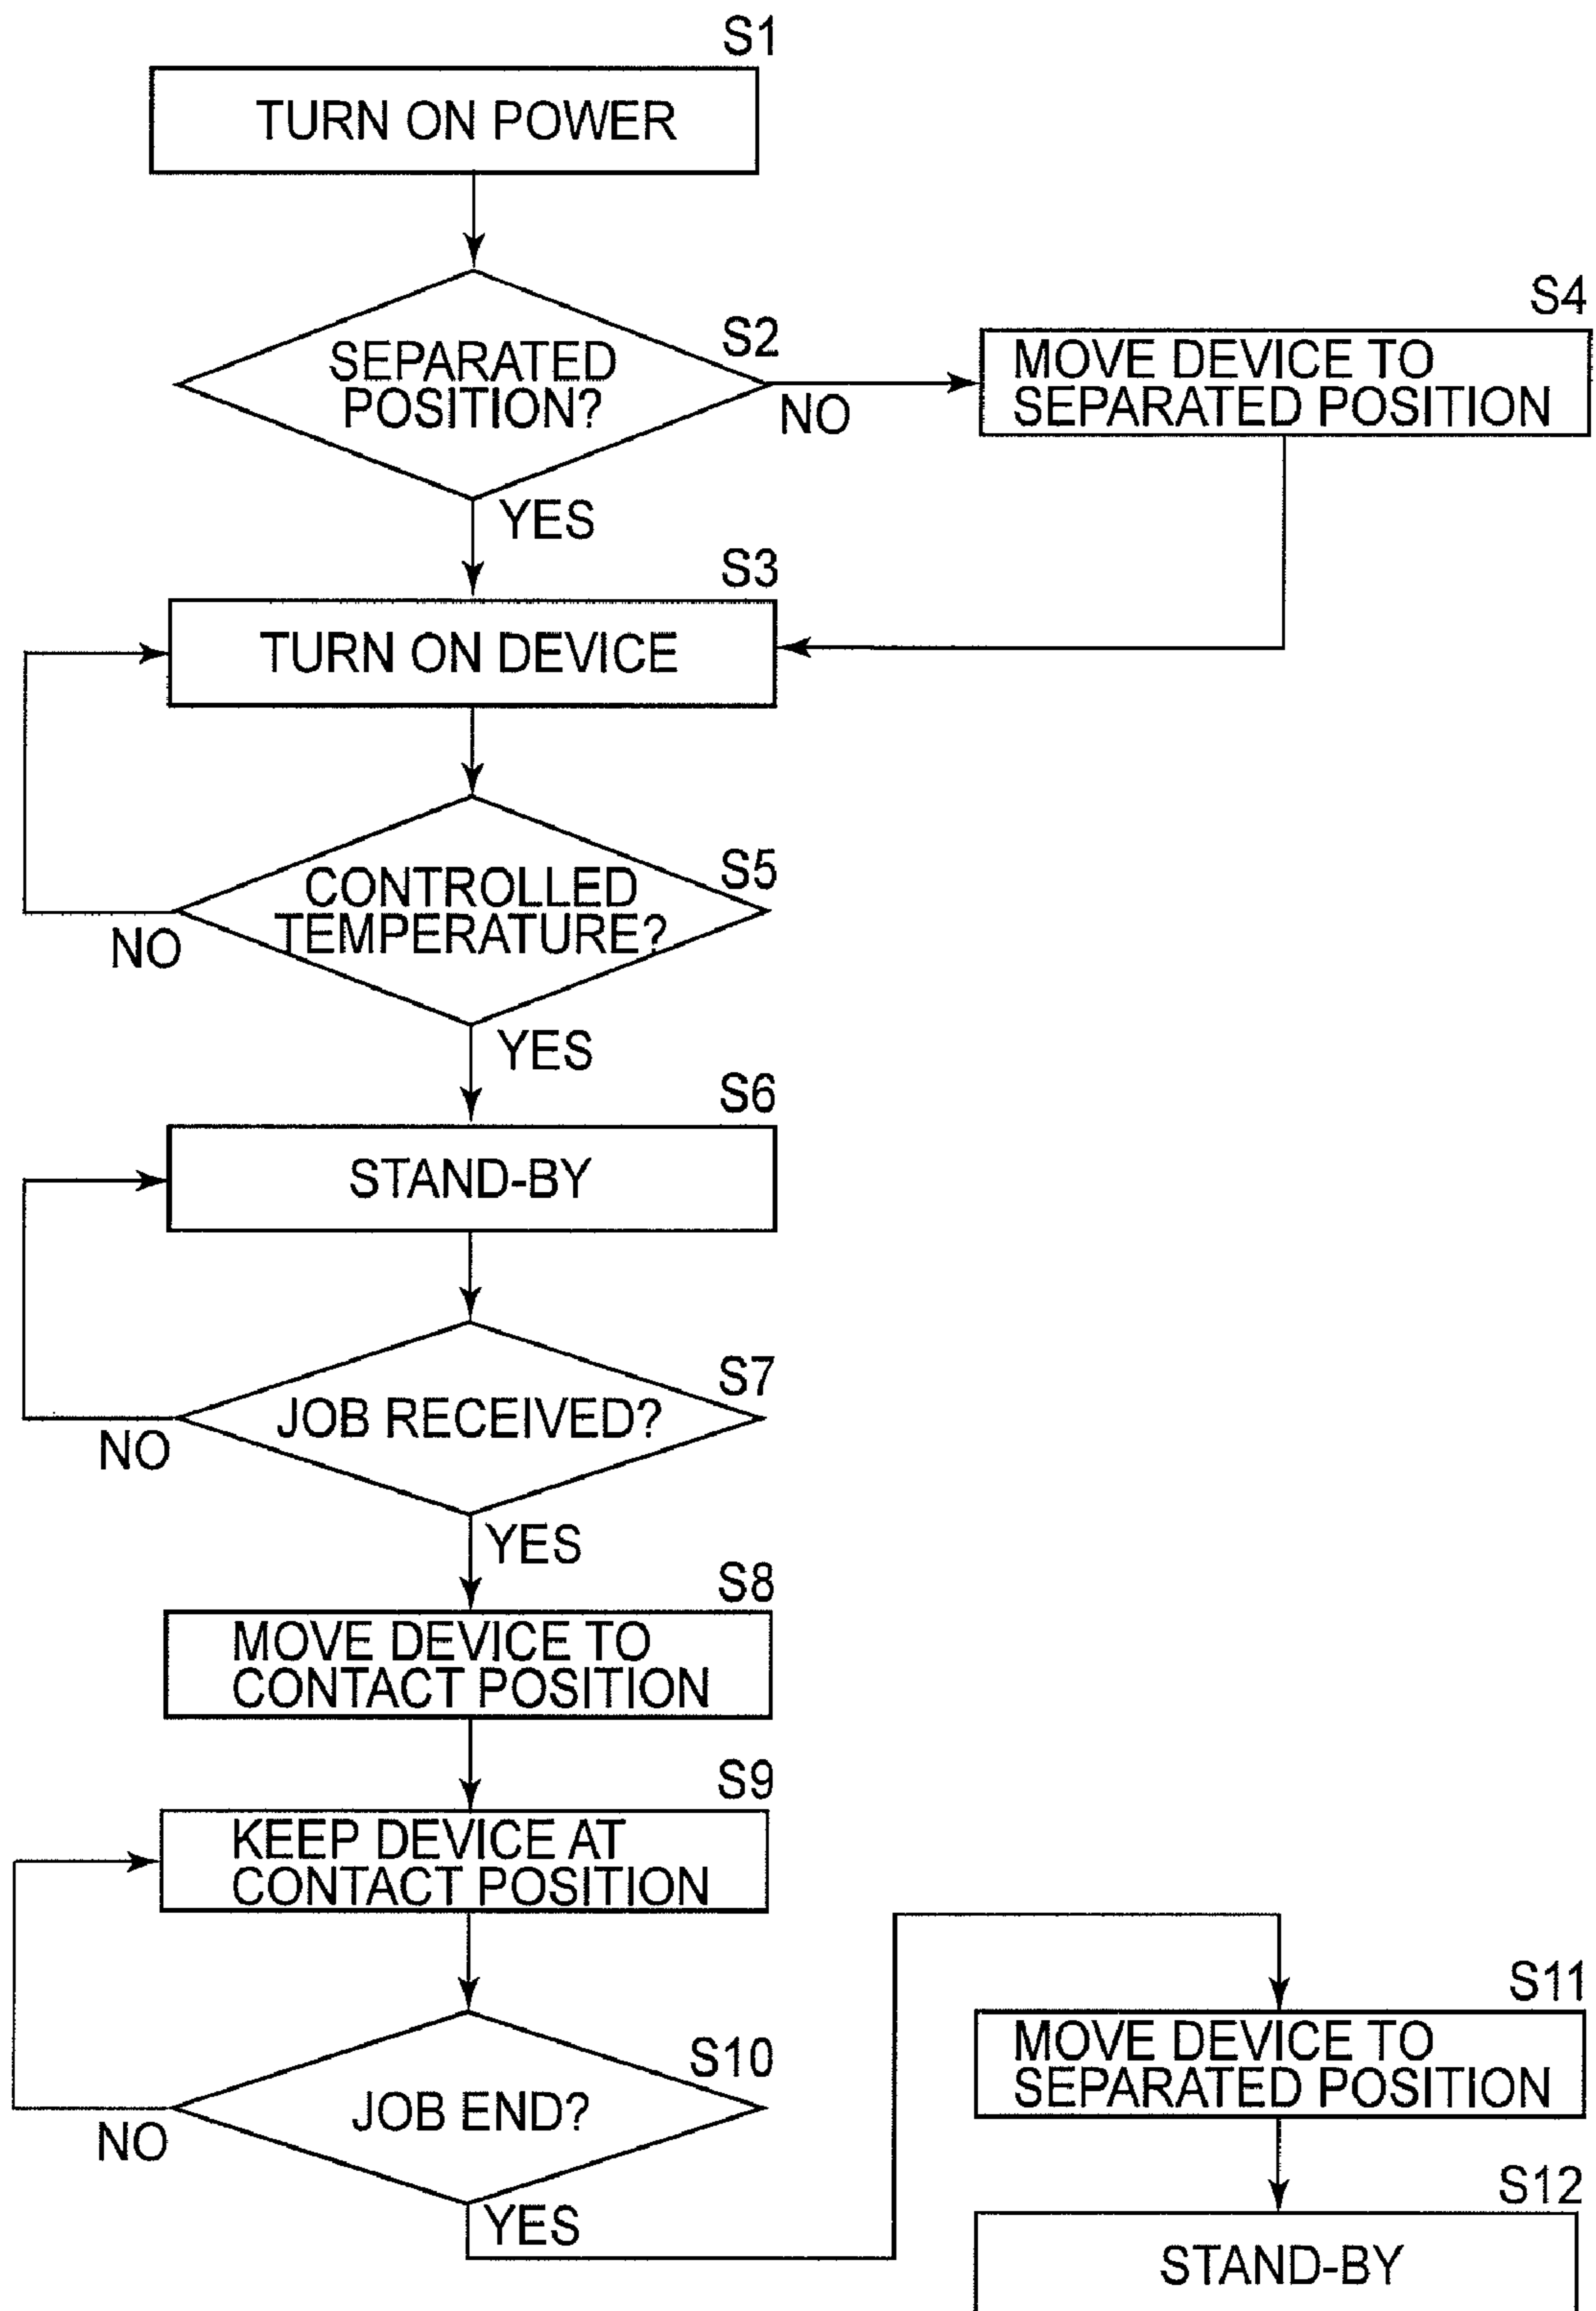 S1
TURN ON POWER
S2
SEPARATED
POSITION?
NO
YES
S4
MOVE DEVICE TO
SEPARATED POSITION
S3
TURN ON DEVICE
S5
CONTROLLED
TEMPERATURE?
NO
YES
S6
STAND-BY
S7
JOB RECEIVED?
NO
YES
S8
MOVE DEVICE TO
CONTACT POSITION
S9
KEEP DEVICE AT
CONTACT POSITION
S10
JOB END?
NO
YES
S11
MOVE DEVICE TO
SEPARATED POSITION
S12
STAND-BY